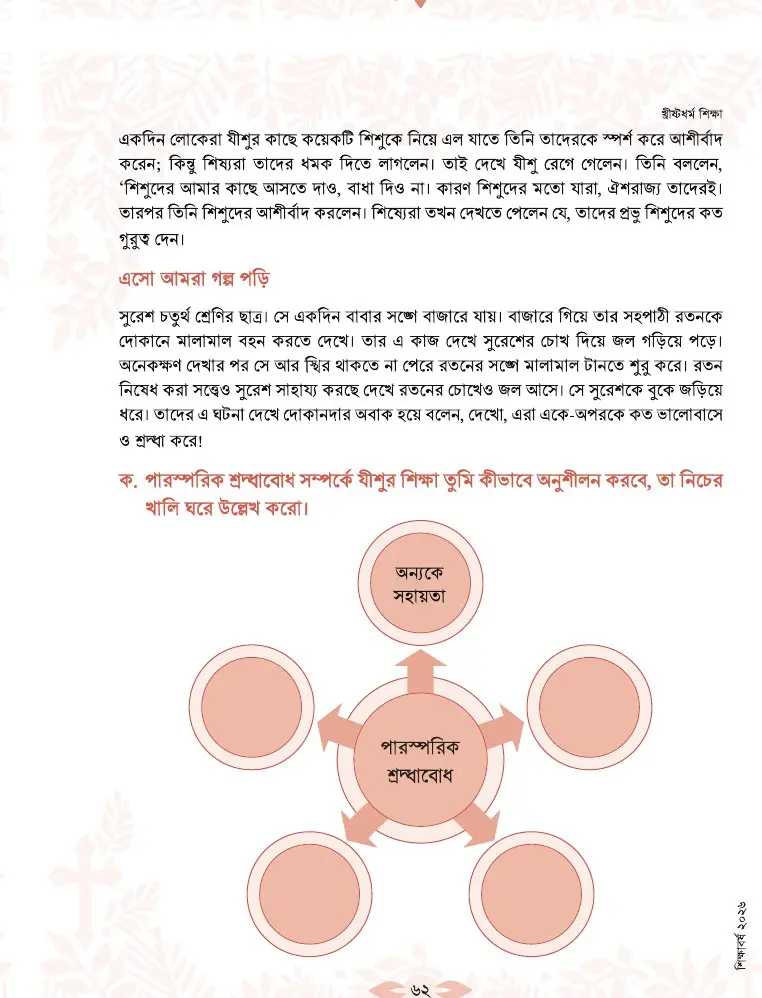 খ্রীষ্টধর্ম শিক্ষা
একদিন লোকেরা যীশুর কাছে কয়েকটি শিশুকে নিয়ে এল যাতে তিনি তাদেরকে স্পর্শ করে আশীর্বাদ
করেন; কিন্তু শিষ্যরা তাদের ধমক দিতে লাগলেন। তাই দেখে যীশু রেগে গেলেন। তিনি বললেন,
‘শিশুদের আমার কাছে আসতে দাও, বাধা দিও না। কারণ শিশুদের মতো যারা, ঐশরাজ্য তাদেরই।
তারপর তিনি শিশুদের আশীর্বাদ করলেন। শিষ্যেরা তখন দেখতে পেলেন যে, তাদের প্রভু শিশুদের কত
গুরুত্ব দেন।
এসো আমরা গল্প পড়ি
সুরেশ চতুর্থ শ্রেণির ছাত্র। সে একদিন বাবার সঙ্গে বাজারে যায়। বাজারে গিয়ে তার সহপাঠী রতনকে
দোকানে মালামাল বহন করতে দেখে। তার এ কাজ দেখে সুরেশের চোখ দিয়ে জল গড়িয়ে পড়ে।
অনেকক্ষণ দেখার পর সে আর স্থির থাকতে না পেরে রতনের সঙ্গে মালামাল টানতে শুরু করে। রতন
নিষেধ করা সত্ত্বেও সুরেশ সাহায্য করছে দেখে রতনের চোখেও জল আসে। সে সুরেশকে বুকে জড়িয়ে
ধরে। তাদের এ ঘটনা দেখে দোকানদার অবাক হয়ে বলেন, দেখো, এরা একে-অপরকে কত ভালোবাসে
ও শ্রদ্ধা করে!
ক. পারস্পরিক শ্রদ্ধাবোধ সম্পর্কে যীশুর শিক্ষা তুমি কীভাবে অনুশীলন করবে, তা নিচের
খালি ঘরে উল্লেখ করো।
অন্যকে
সহায়তা
পারস্পরিক
শ্রদ্ধাবোধ
শিক্ষাবর্ষ ২০২৬
৬২